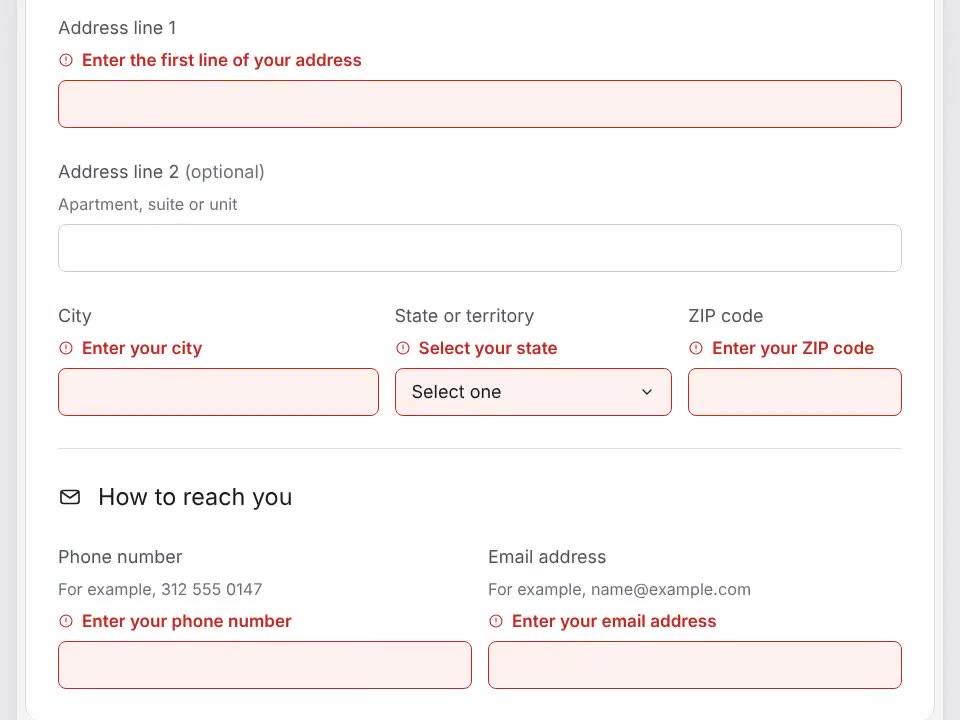 Address line 1
Enter the first line of your address
Address line 2 (optional)
Apartment, suite or unit
City
Enter your city
State or territory
Select your state
Select one
ZIP code
Enter your ZIP code
How to reach you
Phone number
For example, 312 555 0147
Enter your phone number
Email address
For example, name@example.com
Enter your email address